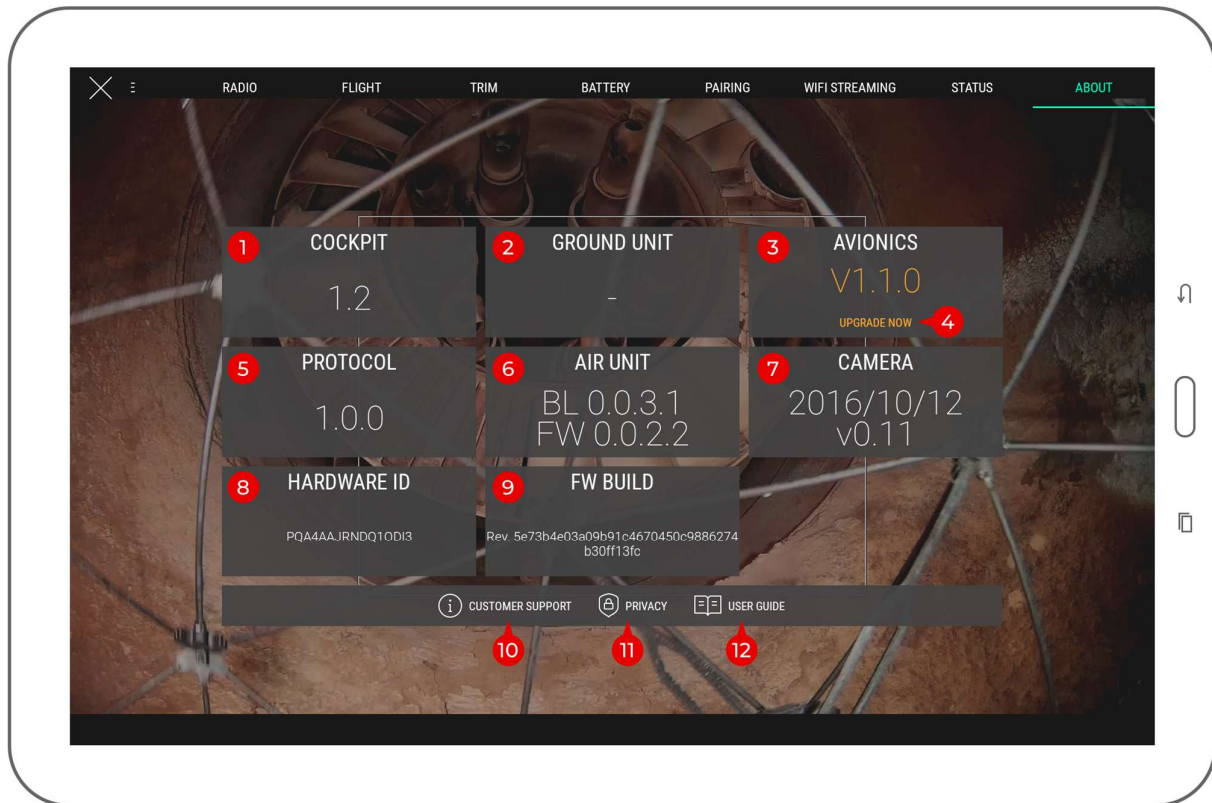 RADIO FLIGHT TRIM BATTERY PAIRING WIFI STREAMING STATUS ABOUT
1 COCKPIT
1.2
2 GROUND UNIT
-
3 AVIONICS
V1.1.0
UPGRADE NOW 4
5 PROTOCOL
1.0.0
6 AIR UNIT
BL 0.0.3.1
FW 0.0.2.2
7 CAMERA
2016/10/12
v0.11
8 HARDWARE ID
PQA4AAJRNDQ1ODI3
9 FW BUILD
Rev. 5e73b4e03a09b91c4670450c9886274
b30ff13fc
i CUSTOMER SUPPORT PRIVACY USER GUIDE
10 11 12